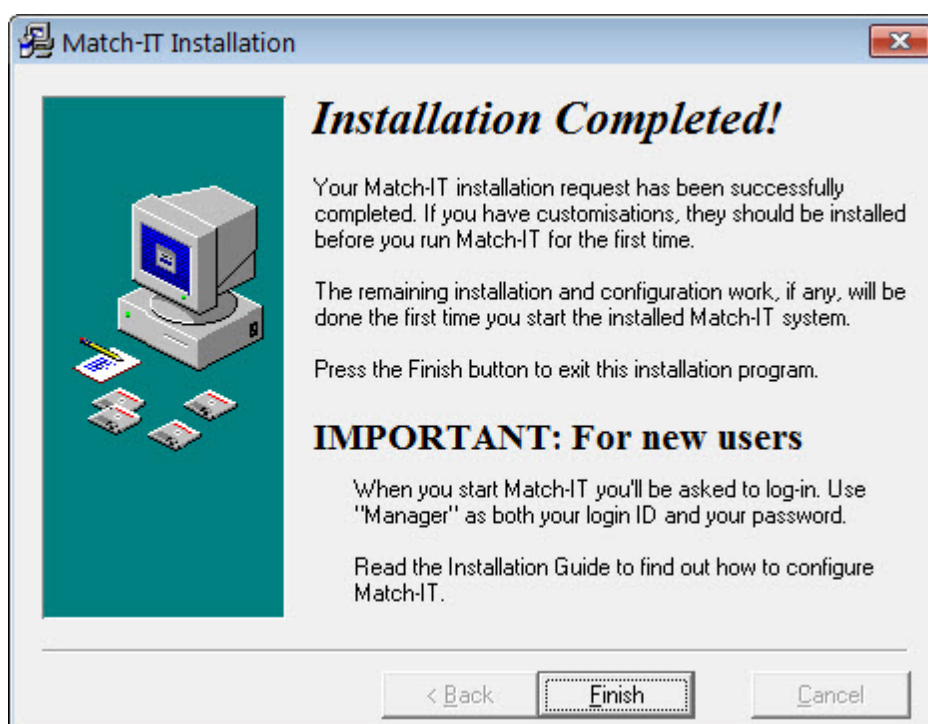 Match-IT Installation
Installation Completed!
Your Match-IT installation request has been successfully
completed. If you have customisations, they should be installed
before you run Match-IT for the first time.
The remaining installation and configuration work, if any, will be
done the first time you start the installed Match-IT system.
Press the Finish button to exit this installation program.
IMPORTANT: For new users
When you start Match-IT you'll be asked to log-in. Use
"Manager" as both your login ID and your password.
Read the Installation Guide to find out how to configure
Match-IT.
< Back
Finish
Cancel